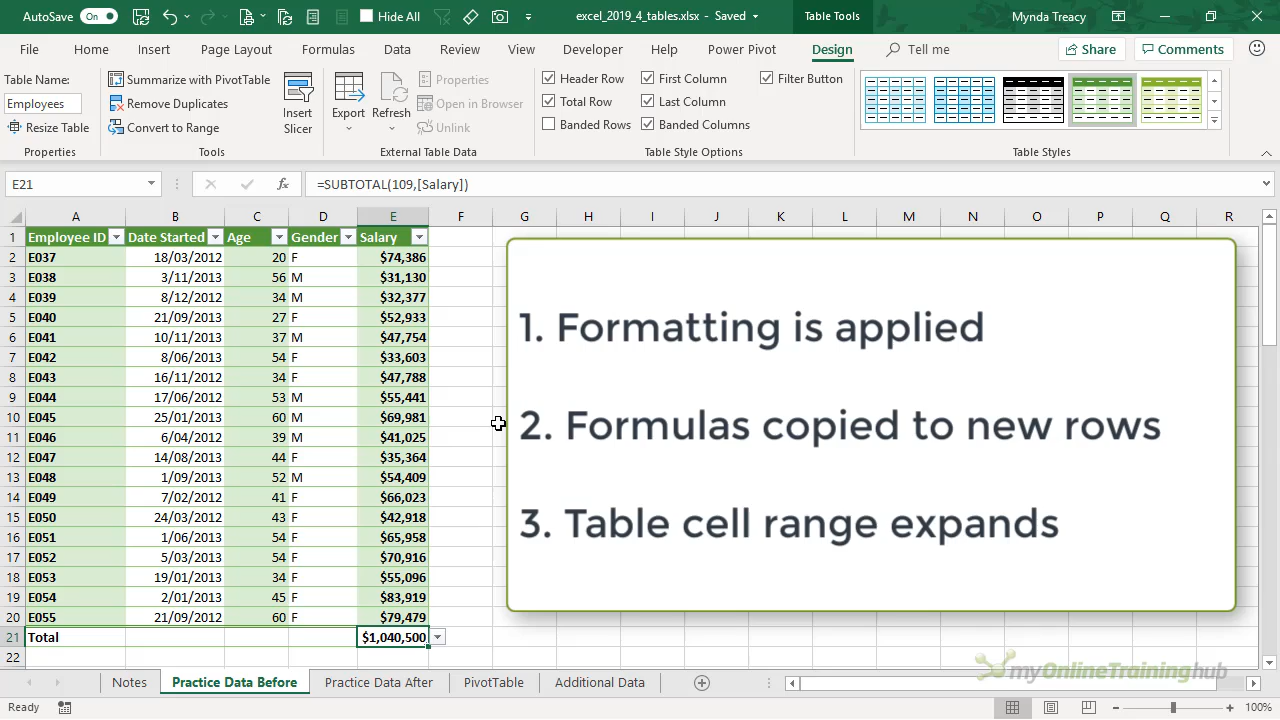 AutoSave On Hide All excel_2019_4_tables.xlsx - Saved Table Tools Mynda Treacy
File Home Insert Page Layout Formulas Data Review View Developer Help Power Pivot Design Tell me Share Comments
Table Name: Summarize with PivotTable Properties Header Row First Column Filter Button
Employees Remove Duplicates Open in Browser Total Row Last Column
Resize Table Convert to Range Insert Slicer Export Refresh Unlink Banded Rows Banded Columns
Properties Tools External Table Data Table Style Options Table Styles
E21 fx =SUBTOTAL(109,[Salary])
A B C D E F G H I J K L M N O P Q R
1 Employee ID Date Started Age Gender Salary
2 E037 18/03/2012 20 F $74,386
3 E038 3/11/2013 56 M $31,130
4 E039 8/12/2012 34 M $32,377
5 E040 21/09/2013 27 F $52,933
6 E041 10/11/2013 37 M $47,754
7 E042 8/06/2013 54 F $33,603
8 E043 16/11/2012 34 F $47,788
9 E044 17/06/2012 53 M $55,441
10 E045 25/01/2013 60 M $69,981
11 E046 6/04/2012 39 M $41,025
12 E047 14/08/2013 44 F $35,364
13 E048 1/09/2013 52 M $54,409
14 E049 7/02/2012 41 F $66,023
15 E050 24/03/2012 43 F $42,918
16 E051 1/06/2013 54 F $65,958
17 E052 5/03/2013 54 F $70,916
18 E053 19/01/2013 34 F $55,096
19 E054 2/01/2013 45 F $83,919
20 E055 21/09/2012 60 F $79,479
21 Total $1,040,500
22
1. Formatting is applied
2. Formulas copied to new rows
3. Table cell range expands
myOnlineTraininghub
Notes Practice Data Before Practice Data After PivotTable Additional Data
Ready 100%